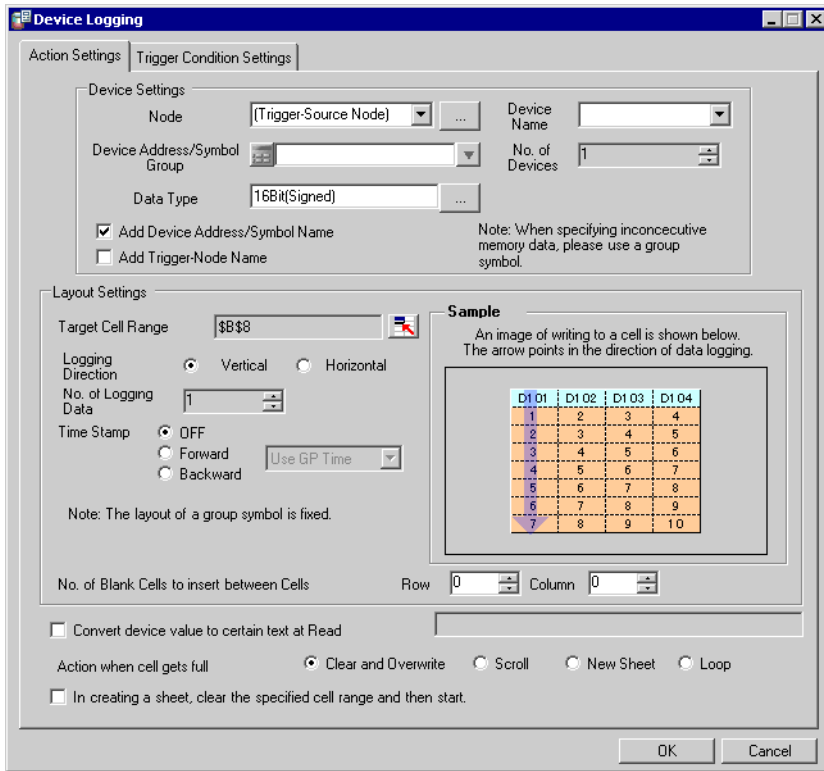 Device Logging
Action Settings
Trigger Condition Settings
Device Settings
Node
(Trigger-Source Node)
...
Device
Name
Device Address/Symbol
Group
No. of
Devices
1
Data Type
16Bit(Signed)
...
Add Device Address/Symbol Name
Add Trigger-Node Name
Note: When specifying inconcecutive
memory data, please use a group
symbol.
Layout Settings
Target Cell Range
$B$8
Logging
Direction
Vertical
Horizontal
No. of Logging
Data
1
Time Stamp
OFF
Forward
Backward
Use GP Time
Note: The layout of a group symbol is fixed.
Sample
An image of writing to a cell is shown below.
The arrow points in the direction of data logging.
D101 D102 D103 D104
1 2 3 4
2 3 4 5
3 4 5 6
4 5 6 7
5 6 7 8
6 7 8 9
7 8 9 10
No. of Blank Cells to insert between Cells
Row
0
Column
0
Convert device value to certain text at Read
Action when cell gets full
Clear and Overwrite
Scroll
New Sheet
Loop
In creating a sheet, clear the specified cell range and then start.
OK
Cancel